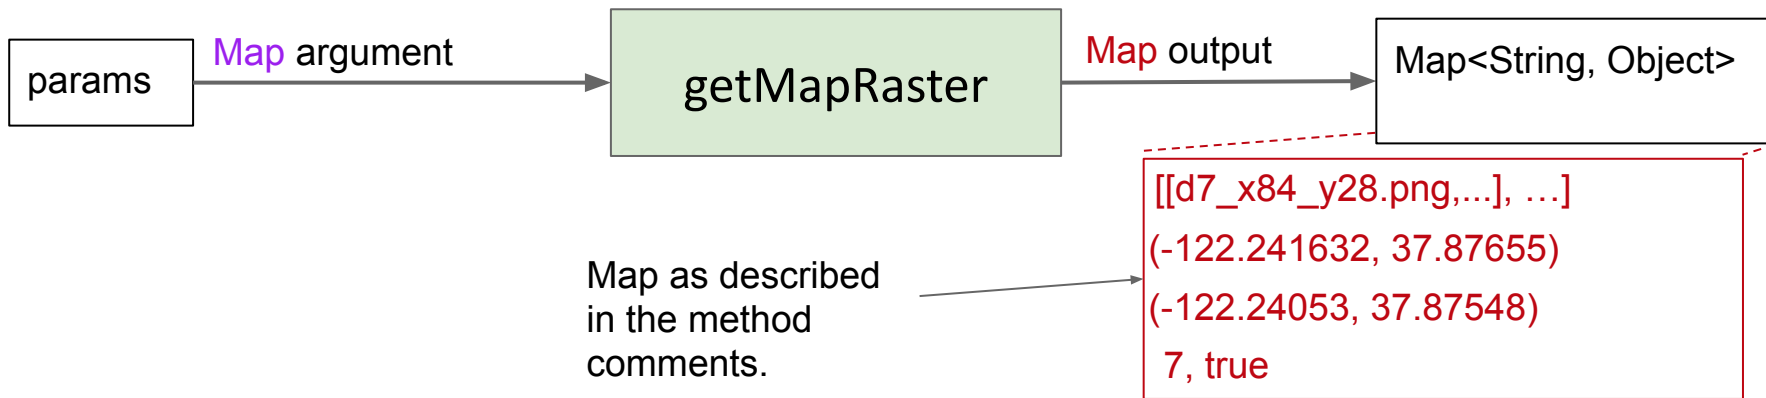 params
Map argument
getMapRaster
Map output
Map<String, Object>
[[d7_x84_y28.png,...], …]
(-122.241632, 37.87655)
(-122.24053, 37.87548)
7, true
Map as described
in the method
comments.